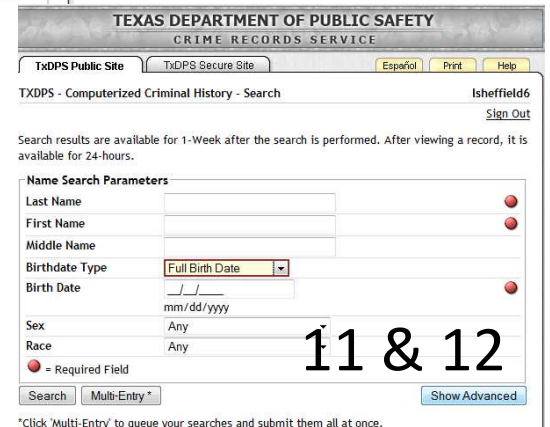 TEXAS DEPARTMENT OF PUBLIC SAFETY
CRIME RECORDS SERVICE
TxDPS Public Site TxDPS Secure Site Español Print Help
TXDPS - Computerized Criminal History - Search lsheffield6
Sign Out
Search results are available for 1-Week after the search is performed. After viewing a record, it is
available for 24-hours.
Name Search Parameters
Last Name
First Name
Middle Name
Birthdate Type Full Birth Date
Birth Date __/__/____
mm/dd/yyyy
Sex Any
Race Any
11 & 12
= Required Field
Search Multi-Entry * Show Advanced
*Click 'Multi-Entry' to queue your searches and submit them all at once.